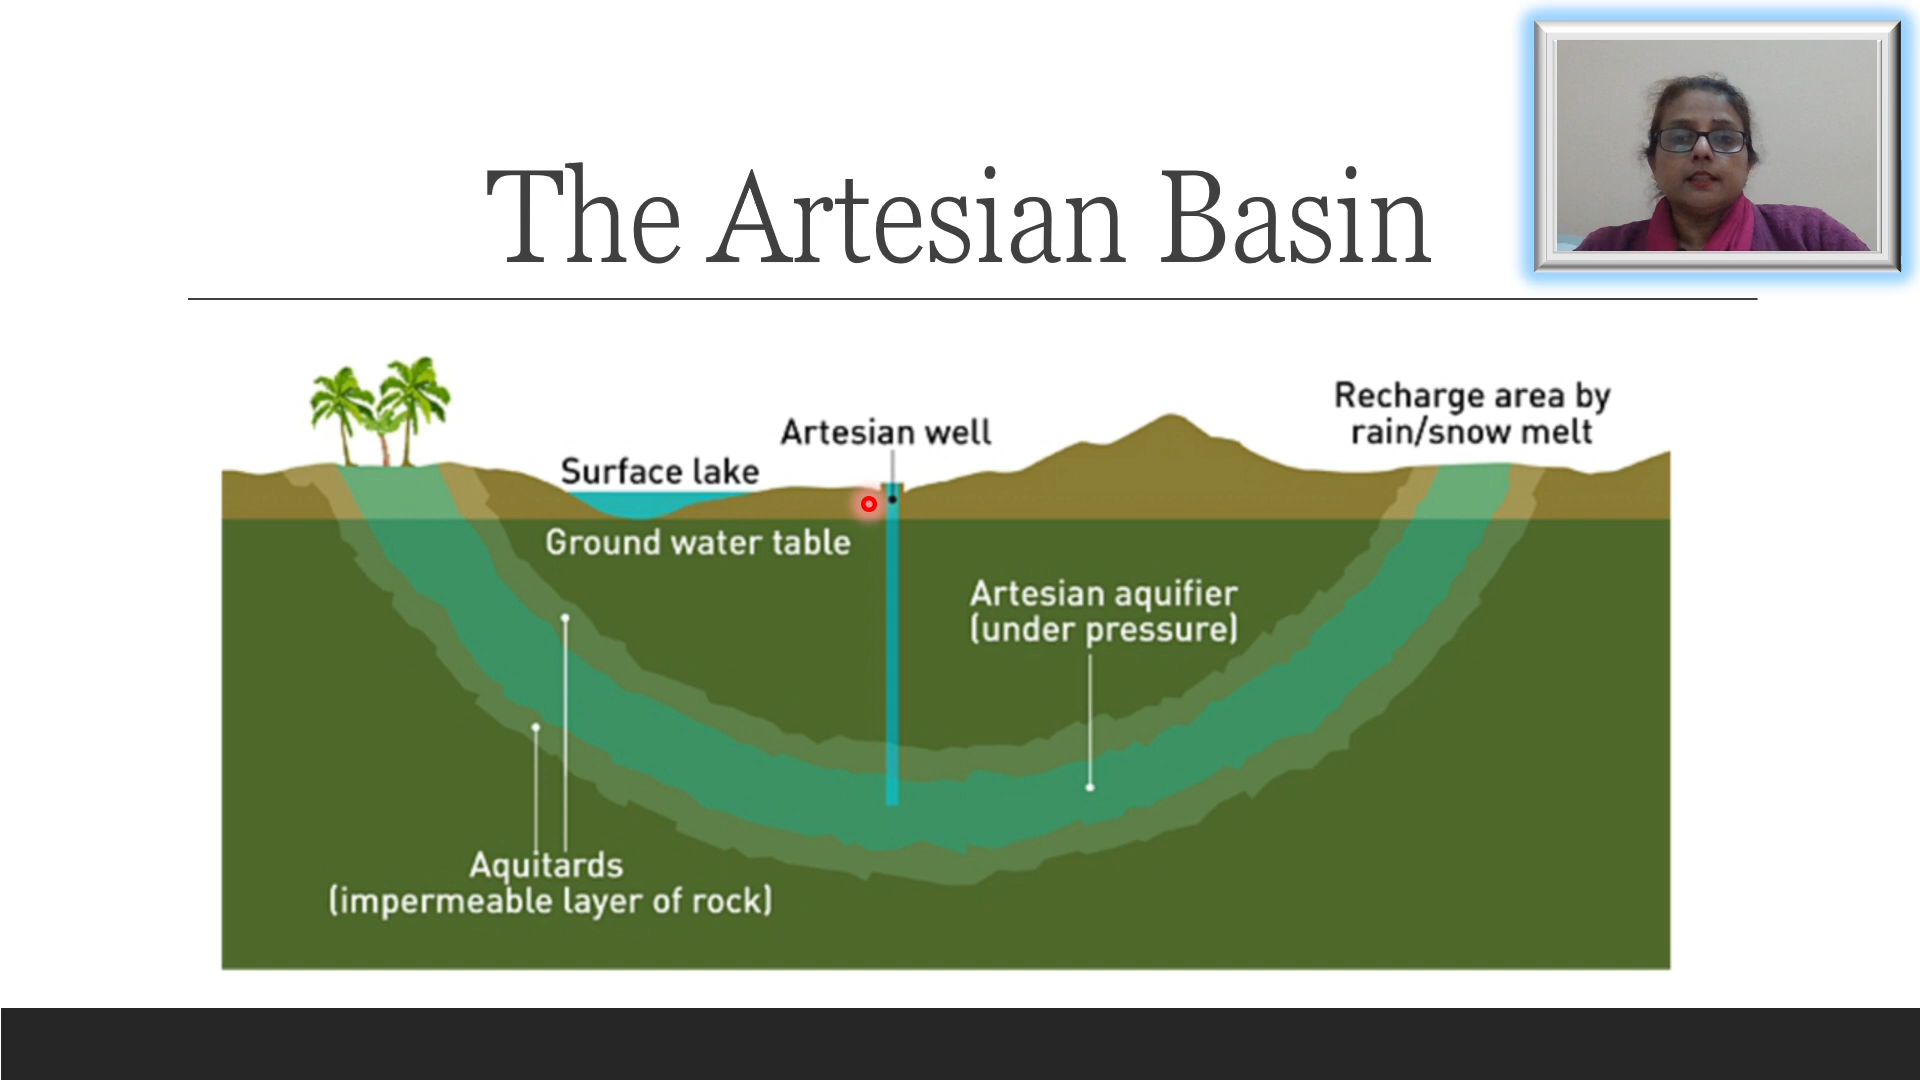 The Artesian Basin
Recharge area by
rain/snow melt
Artesian well
Surface lake
Ground water table
Artesian aquifier
(under pressure)
Aquitards
(impermeable layer of rock)